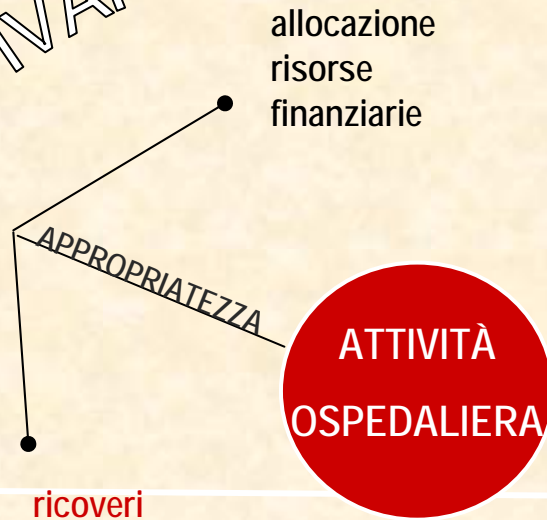 allocazione
risorse
finanziarie
APPROPRIATEZZA
ATTIVITÀ
OSPEDALIERA
ricoveri